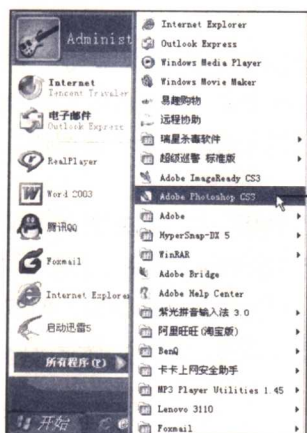 Administ
Internet
Tencent Traveler
电子邮件
Outlook Express
RealPlayer
Word 2003
腾讯QQ
Foxmail
Internet Explore
启动迅雷5
所有程序(P)
开始
Internet Explorer
Outlook Express
Windows Media Player
Windows Movie Maker
易趣购物
远程协助
瑞星杀毒软件
超级巡警 标准版
Adobe ImageReady CS3
Adobe Photoshop CS3
Adobe
HyperSnap-DX 5
WinRAR
Adobe Bridge
Adobe Help Center
紫光拼音输入法 3.0
阿里旺旺(淘宝版)
BenQ
卡卡上网安全助手
MP3 Player Utilities 1.45
Lenovo 3110
Foxmail